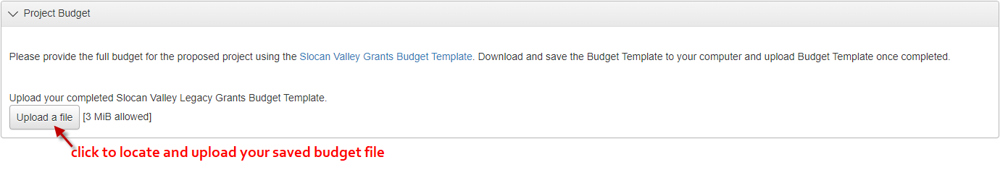 Project Budget
Please provide the full budget for the proposed project using the Slocan Valley Grants Budget Template. Download and save the Budget Template to your computer and upload Budget Template once completed.
Upload your completed Slocan Valley Legacy Grants Budget Template.
Upload a file [3 MiB allowed]
click to locate and upload your saved budget file